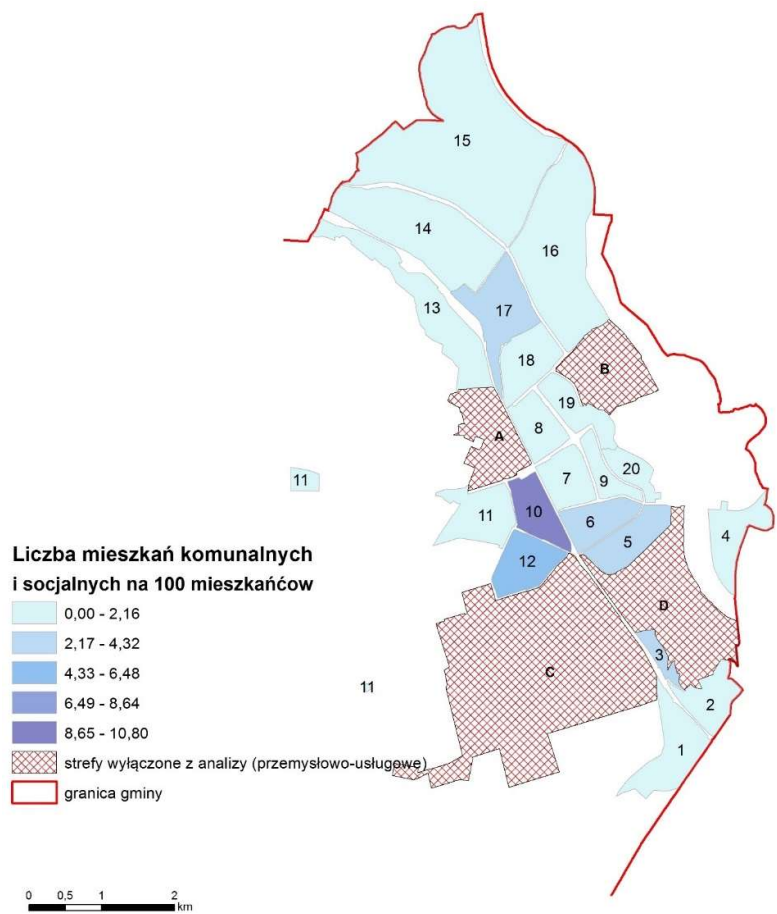 15
14
16
13
17
18
B
19
A
8
20
11
7
9
10
11
6
4
5
12
Liczba mieszkań komunalnych
i socjalnych na 100 mieszkańćow
0,00 - 2,16
2,17 - 4,32
4,33 - 6,48
6,49 - 8,64
8,65 - 10,80
strefy wyłączone z analizy (przemysłowo-usługowe)
granica gminy
D
3
C
11
2
1
0 0,5 1 2
km